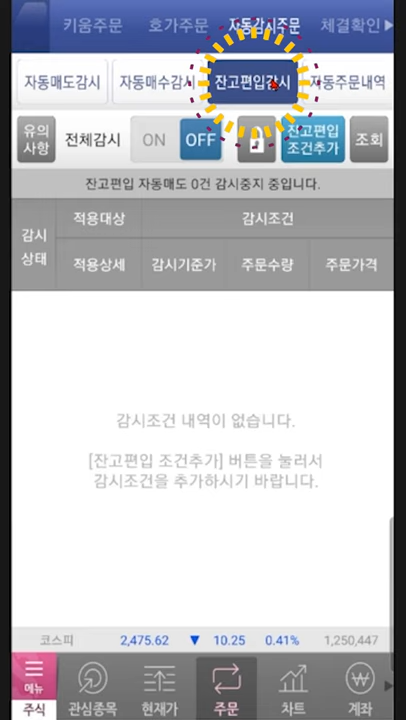 키움주문 호가주문 자동감시주문 체결확인
자동매도감시 자동매수감시 잔고편입감시 자동주문내역
유의
사항
전체감시 ON OFF
잔고편입
조건추가
조회
잔고편입 자동매도 0건 감시중지 중입니다.
감시
상태
적용대상 감시조건
적용상세 감시기준가 주문수량 주문가격
감시조건 내역이 없습니다.
[잔고편입 조건추가] 버튼을 눌러서
감시조건을 추가하시기 바랍니다.
코스피 2,475.62 ▼ 10.25 0.41% 1,250,447
메뉴
주식 관심종목 현재가 주문 차트 계좌